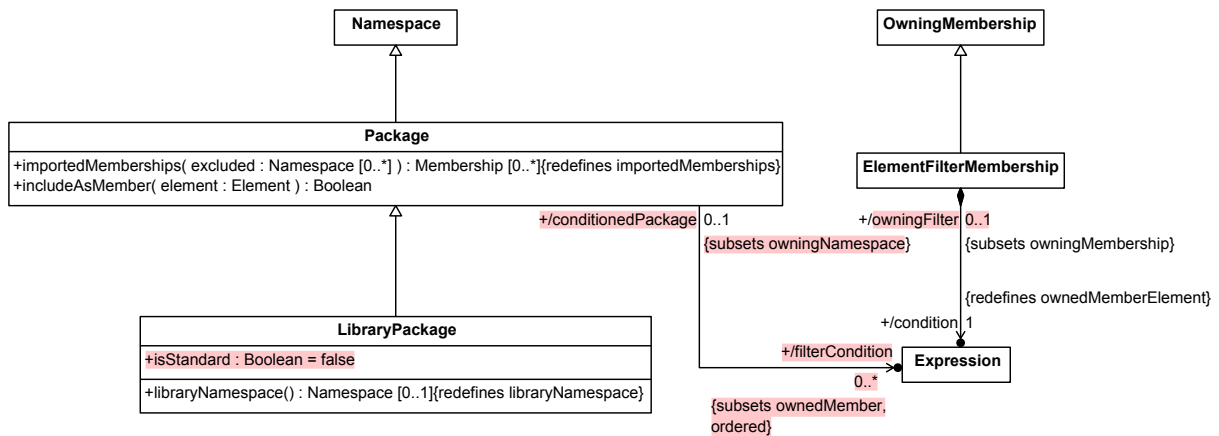 Namespace
OwningMembership
Package
+importedMemberships( excluded : Namespace [0..*] ) : Membership [0..*]{redefines importedMemberships}
+includeAsMember( element : Element ) : Boolean
ElementFilterMembership
+/conditionedPackage 0..1
{subsets owningNamespace}
+/owningFilter 0..1
{subsets owningMembership}
{redefines ownedMemberElement}
+/condition 1
LibraryPackage
+isStandard : Boolean = false
+libraryNamespace() : Namespace [0..1]{redefines libraryNamespace}
+/filterCondition
0..*
{subsets ownedMember,
ordered}
Expression